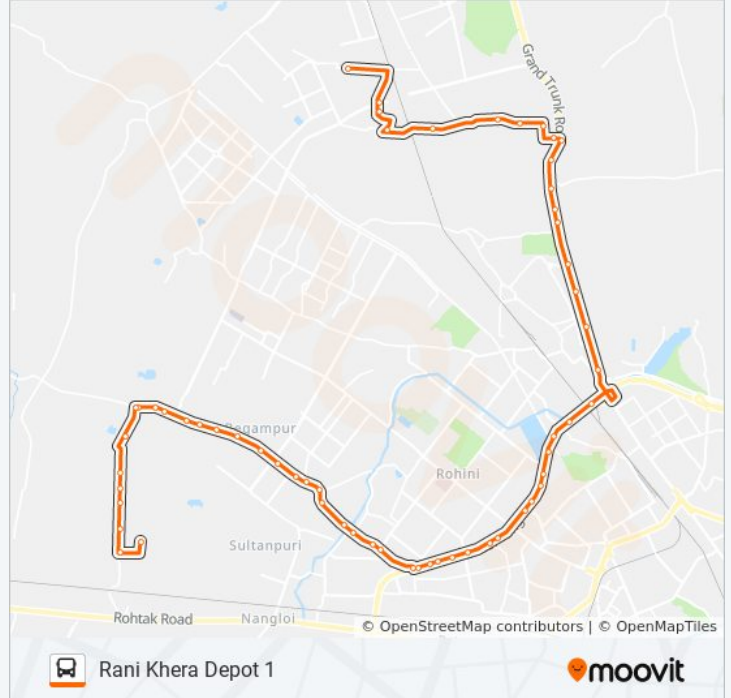 Grand Trunk Ro
Begampur
Rohini
Sultanpuri
Rohtak Road
Nangloi
© OpenStreetMap contributors | © OpenMapTiles
Rani Khera Depot 1
moovit